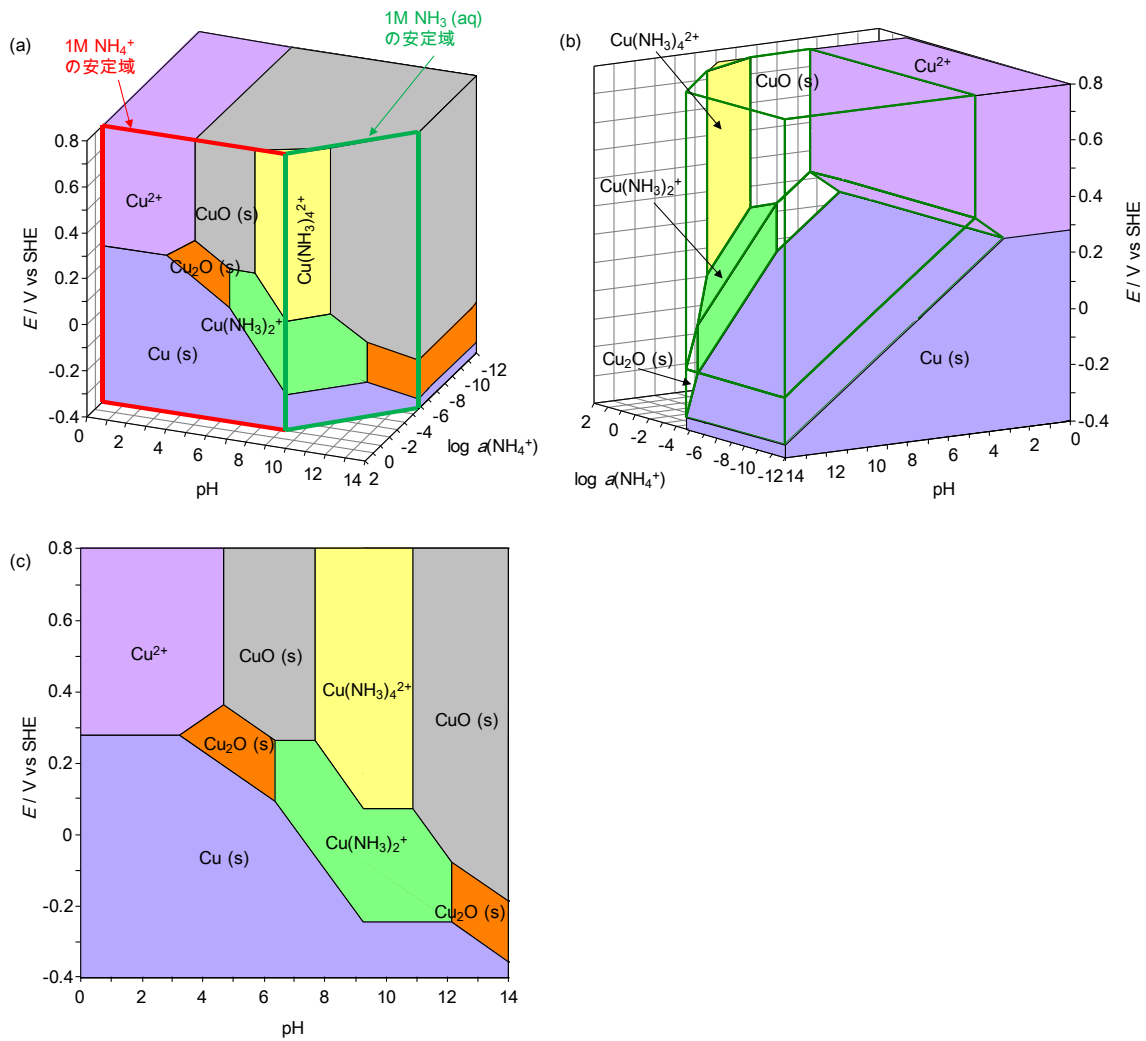 (a)
1M NH₄⁺
の安定域
1M NH₃ (aq)
の安定域
Cu²⁺
CuO (s)
Cu(NH₃)₄²⁺
Cu₂O (s)
Cu(NH₃)₂⁺
Cu (s)
E / V vs SHE
0.8
0.6
0.4
0.2
0
-0.2
-0.4
0
2
4
6
8
10
12
14
pH
2
0
-2
-4
-6
-8
-10
-12
log a(NH₄⁺)
(b)
Cu(NH₃)₄²⁺
CuO (s)
Cu²⁺
Cu(NH₃)₂⁺
Cu₂O (s)
Cu (s)
0.8
0.6
0.4
0.2
0
-0.2
-0.4
E / V vs SHE
2
0
-2
-4
-6
-8
-10
-12
log a(NH₄⁺)
14
12
10
8
6
4
2
0
pH
(c)
0.8
0.6
0.4
0.2
0
-0.2
-0.4
E / V vs SHE
Cu²⁺
CuO (s)
Cu(NH₃)₄²⁺
CuO (s)
Cu₂O (s)
Cu(NH₃)₂⁺
Cu (s)
Cu₂O (s)
0
2
4
6
8
10
12
14
pH